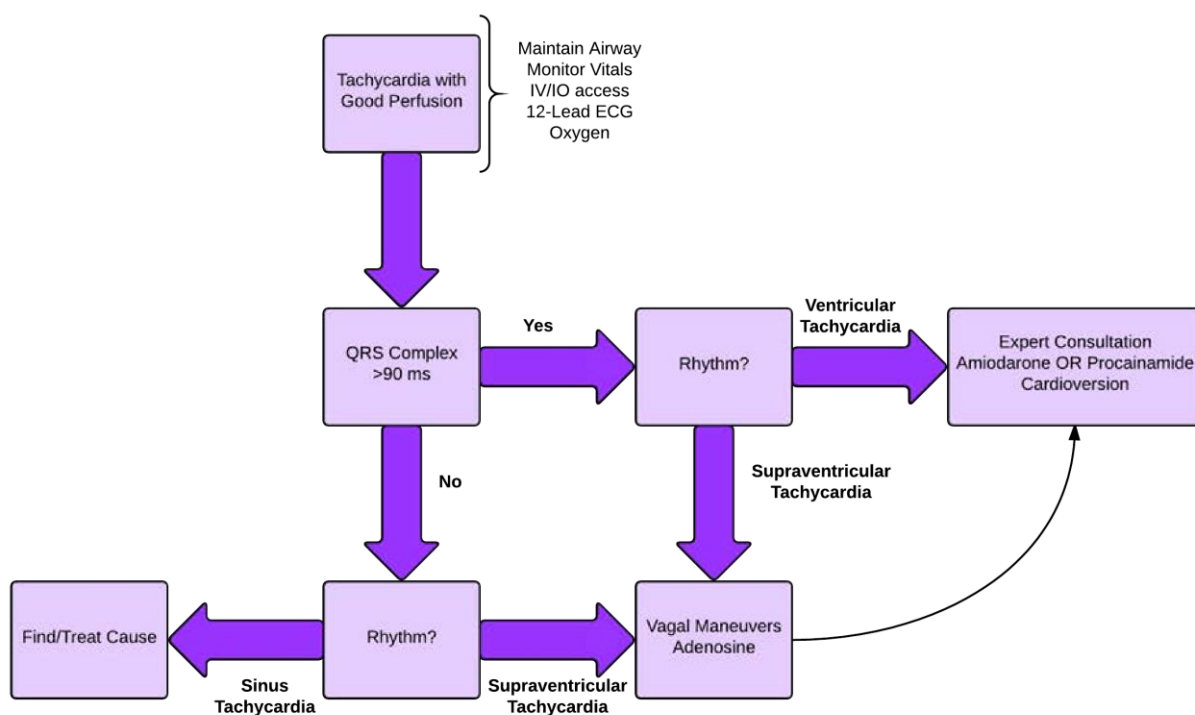 Tachycardia with
Good Perfusion
Maintain Airway
Monitor Vitals
IV/IO access
12-Lead ECG
Oxygen
QRS Complex
>90 ms
Yes
Rhythm?
Ventricular
Tachycardia
Expert Consultation
Amiodarone OR Procainamide
Cardioversion
No
Supraventricular
Tachycardia
Find/Treat Cause
Sinus
Tachycardia
Rhythm?
Supraventricular
Tachycardia
Vagal Maneuvers
Adenosine